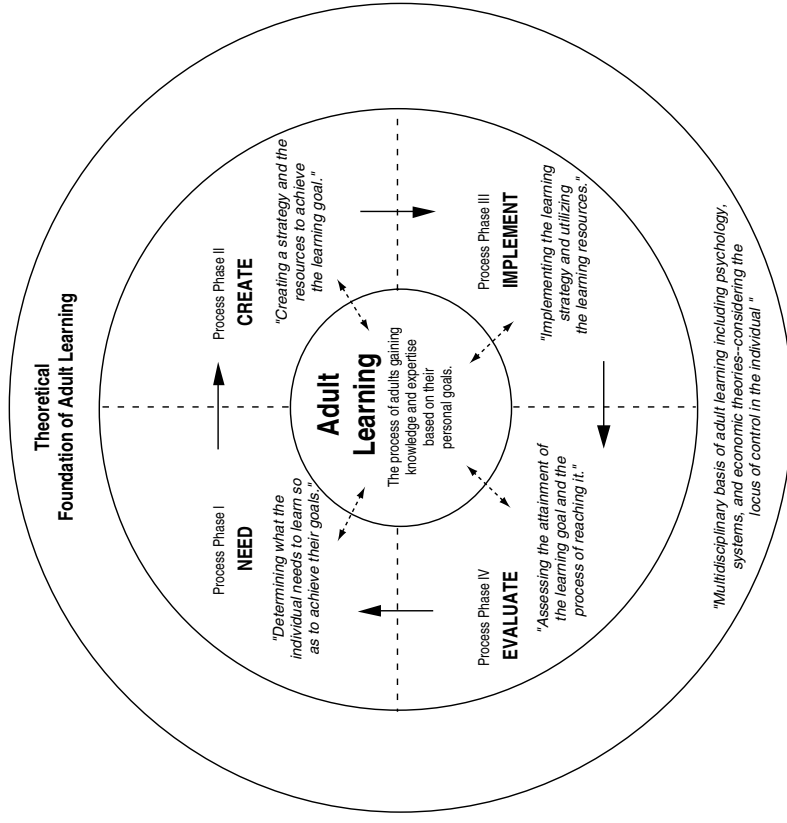 Theoretical
Foundation of Adult Learning
Process Phase I
NEED
"Determining what the
individual needs to learn so
as to achieve their goals."
Process Phase II
CREATE
"Creating a strategy and the
resources to achieve
the learning goal."
Adult
Learning
The process of adults gaining
knowledge and expertise
based on their
personal goals.
Process Phase III
IMPLEMENT
"Implementing the learning
strategy and utilizing
the learning resources."
Process Phase IV
EVALUATE
"Assessing the attainment of
the learning goal and the
process of reaching it."
"Multidisciplinary basis of adult learning including psychology,
systems, and economic theories--considering the
locus of control in the individual "